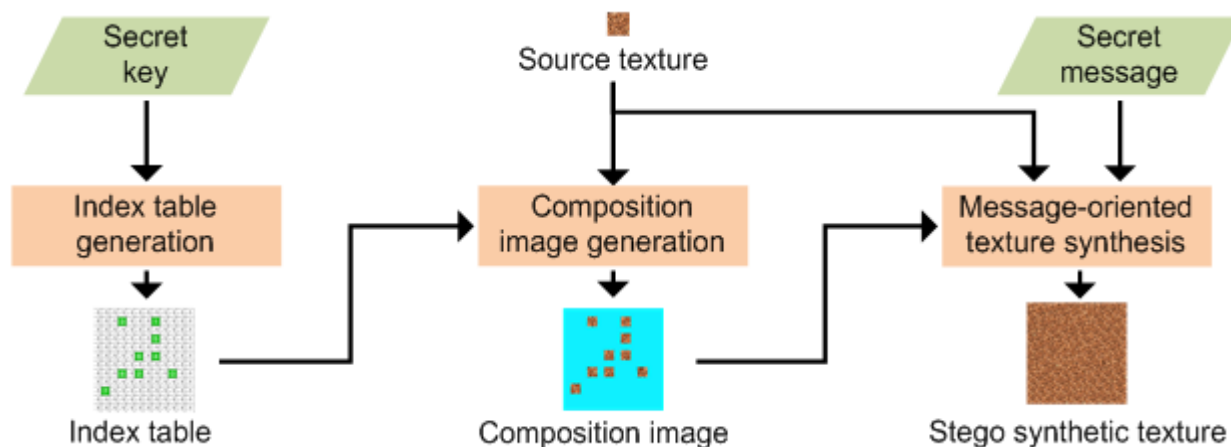 Secret
key
Source texture
Secret
message
Index table
generation
Composition
image generation
Message-oriented
texture synthesis
Index table
Composition image
Stego synthetic texture